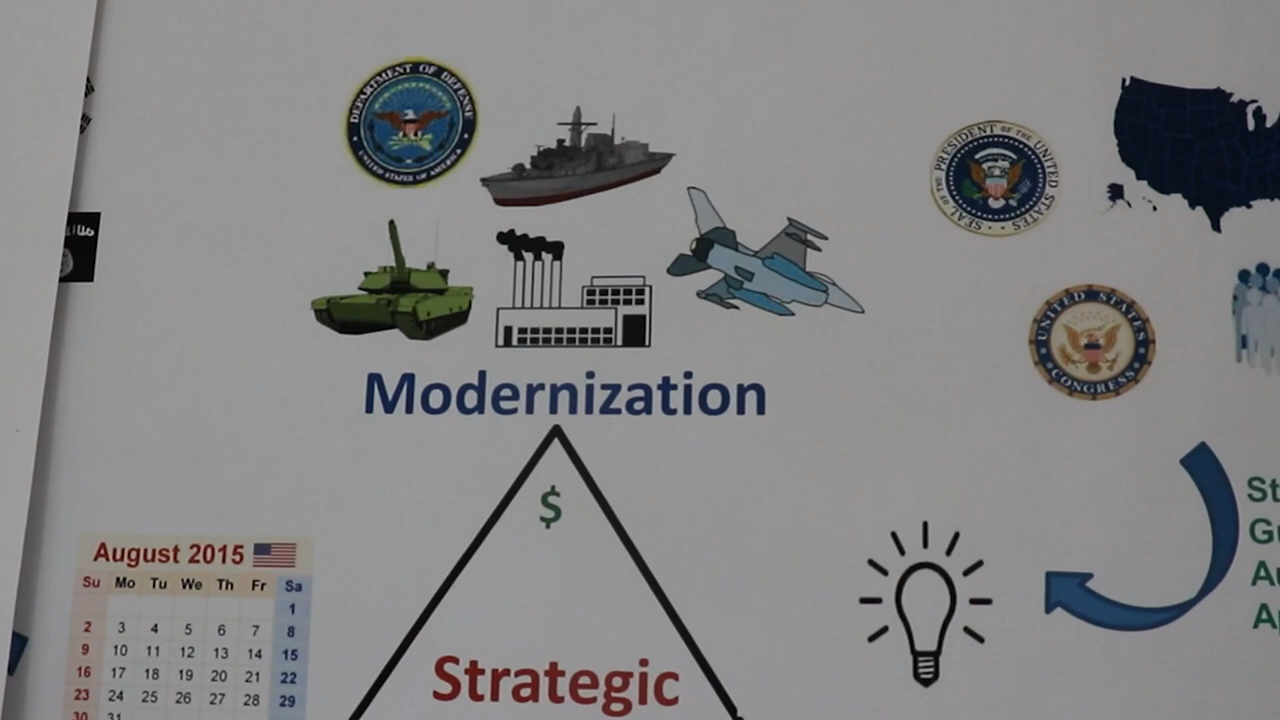 DEPARTMENT OF DEFENSE
UNITED STATES OF AMERICA
SEAL OF THE PRESIDENT OF THE UNITED STATES
UNITED STATES
CONGRESS
Modernization
$
August 2015
Su Mo Tu We Th Fr Sa
1
2 3 4 5 6 7 8
9 10 11 12 13 14 15
16 17 18 19 20 21 22
23 24 25 26 27 28 29
30 31
Strategic
St
Gu
Au
Ap